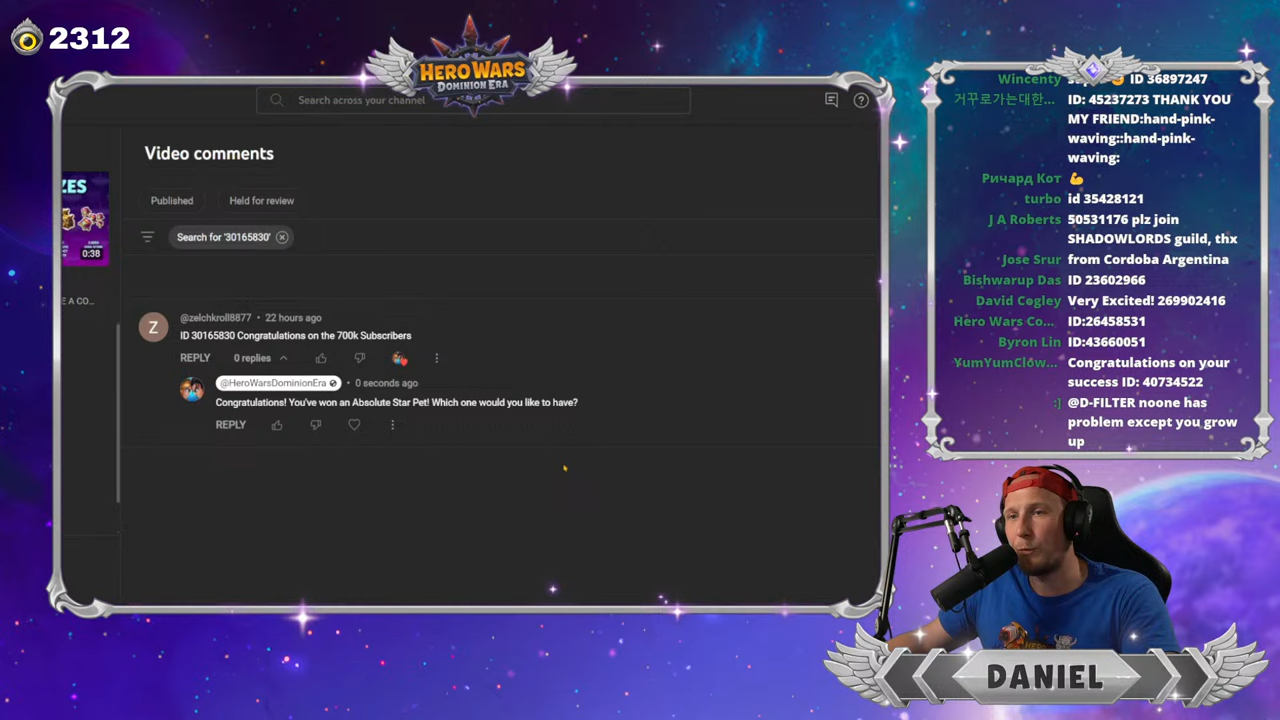 2312
HERO WARS
DOMINION ERA
Search across your channel
Video comments
ZES
0:38
E A CO...
Published
Held for review
Search for '30165830'
Z
@zelchkroll8877 • 22 hours ago
ID 30165830 Congratulations on the 700k Subscribers
REPLY
0 replies
@HeroWarsDominionEra • 0 seconds ago
Congratulations! You've won an Absolute Star Pet! Which one would you like to have?
REPLY
Wincenty ID 36897247
거꾸로가는대한... ID: 45237273 THANK YOU
MY FRIEND:hand-pink-
waving::hand-pink-
waving:
Ричард Кот 💪
turbo id 35428121
J A Roberts 50531176 plz join
SHADOWLORDS guild, thx
Jose Srur from Cordoba Argentina
Bishwarup Das ID 23602966
David Cogley Very Excited! 269902416
Hero Wars Co... ID:26458531
Byron Lin ID:43660051
YumYumClow... Congratulations on your
success ID: 40734522
:] @D-FILTER noone has
problem except you grow
up
DANIEL